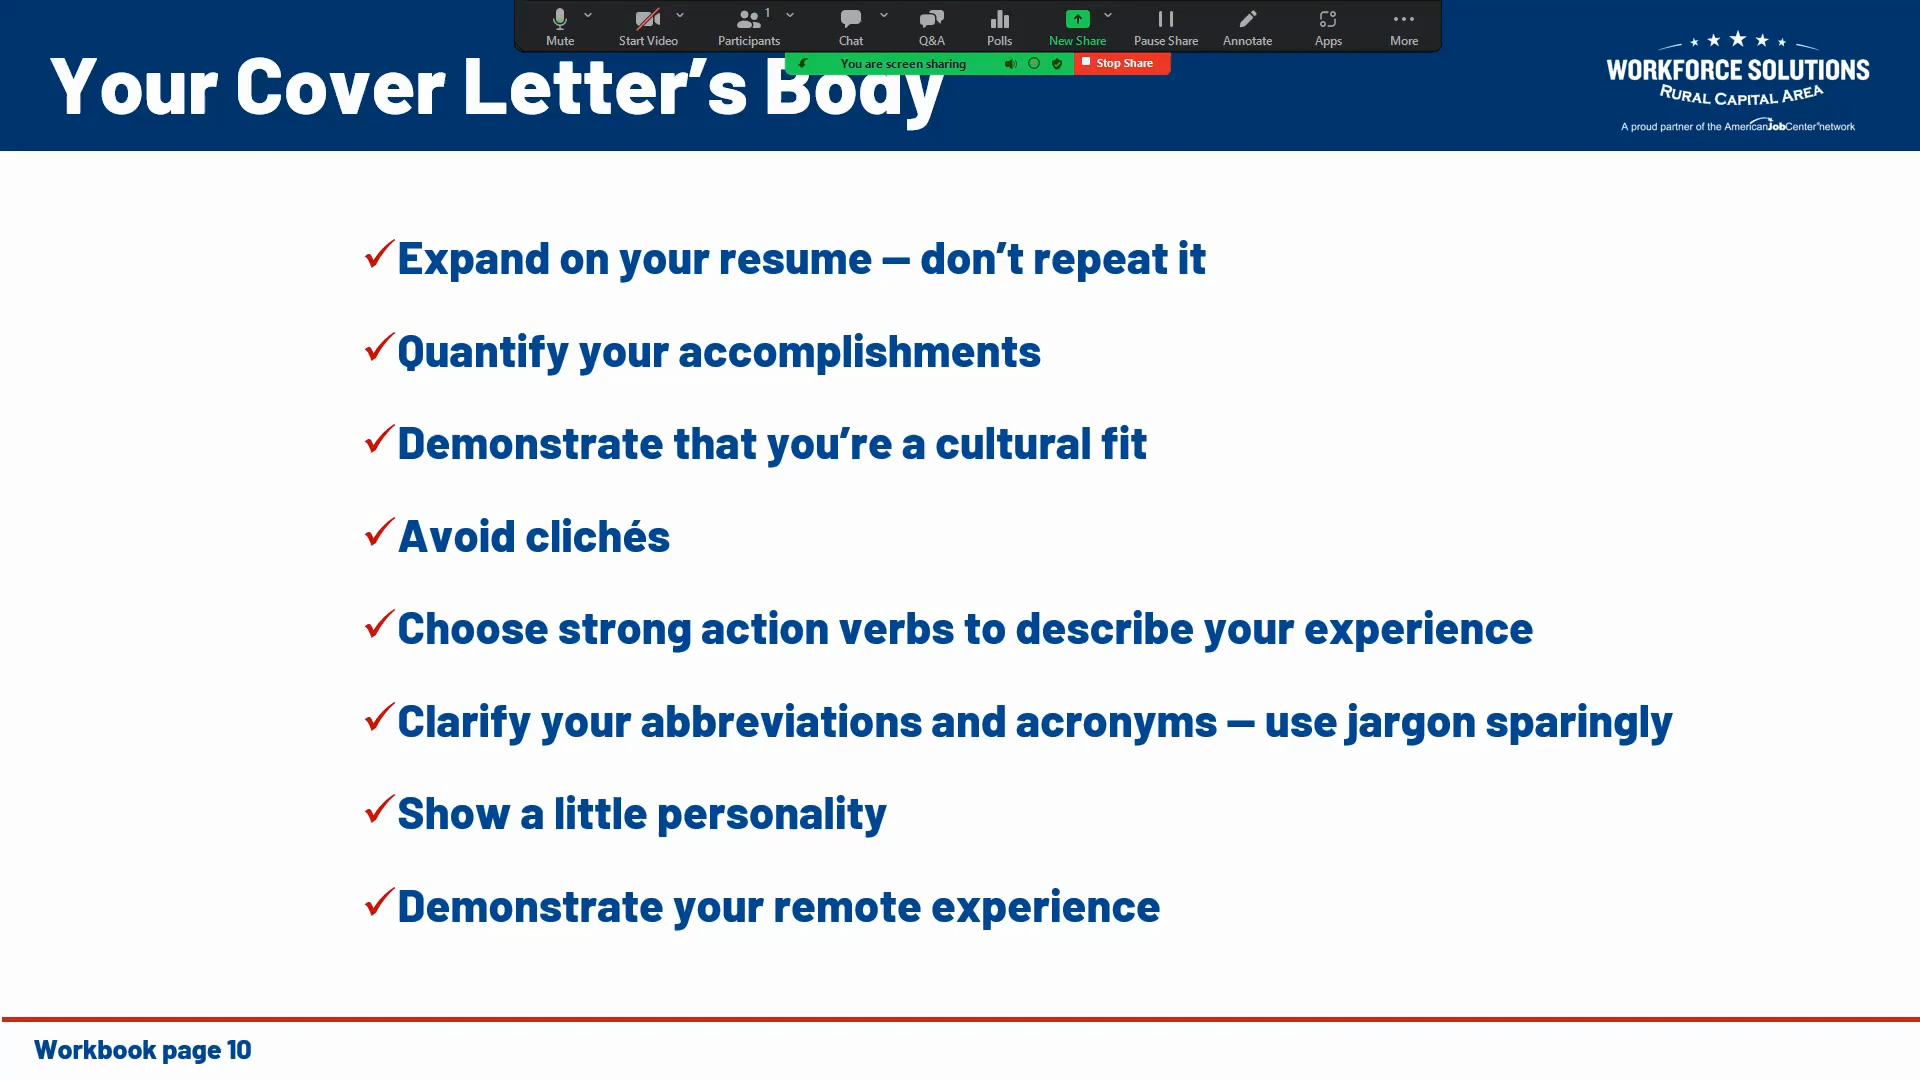 1
Mute
Start Video
Participants
Chat
Q&A
Polls
New Share
Pause Share
Annotate
Apps
More
You are screen sharing
Stop Share
Your Cover Letter’s Body
WORKFORCE SOLUTIONS
RURAL CAPITAL AREA
A proud partner of the AmericanJobCenter®network
✓Expand on your resume – don’t repeat it
✓Quantify your accomplishments
✓Demonstrate that you’re a cultural fit
✓Avoid clichés
✓Choose strong action verbs to describe your experience
✓Clarify your abbreviations and acronyms – use jargon sparingly
✓Show a little personality
✓Demonstrate your remote experience
Workbook page 10